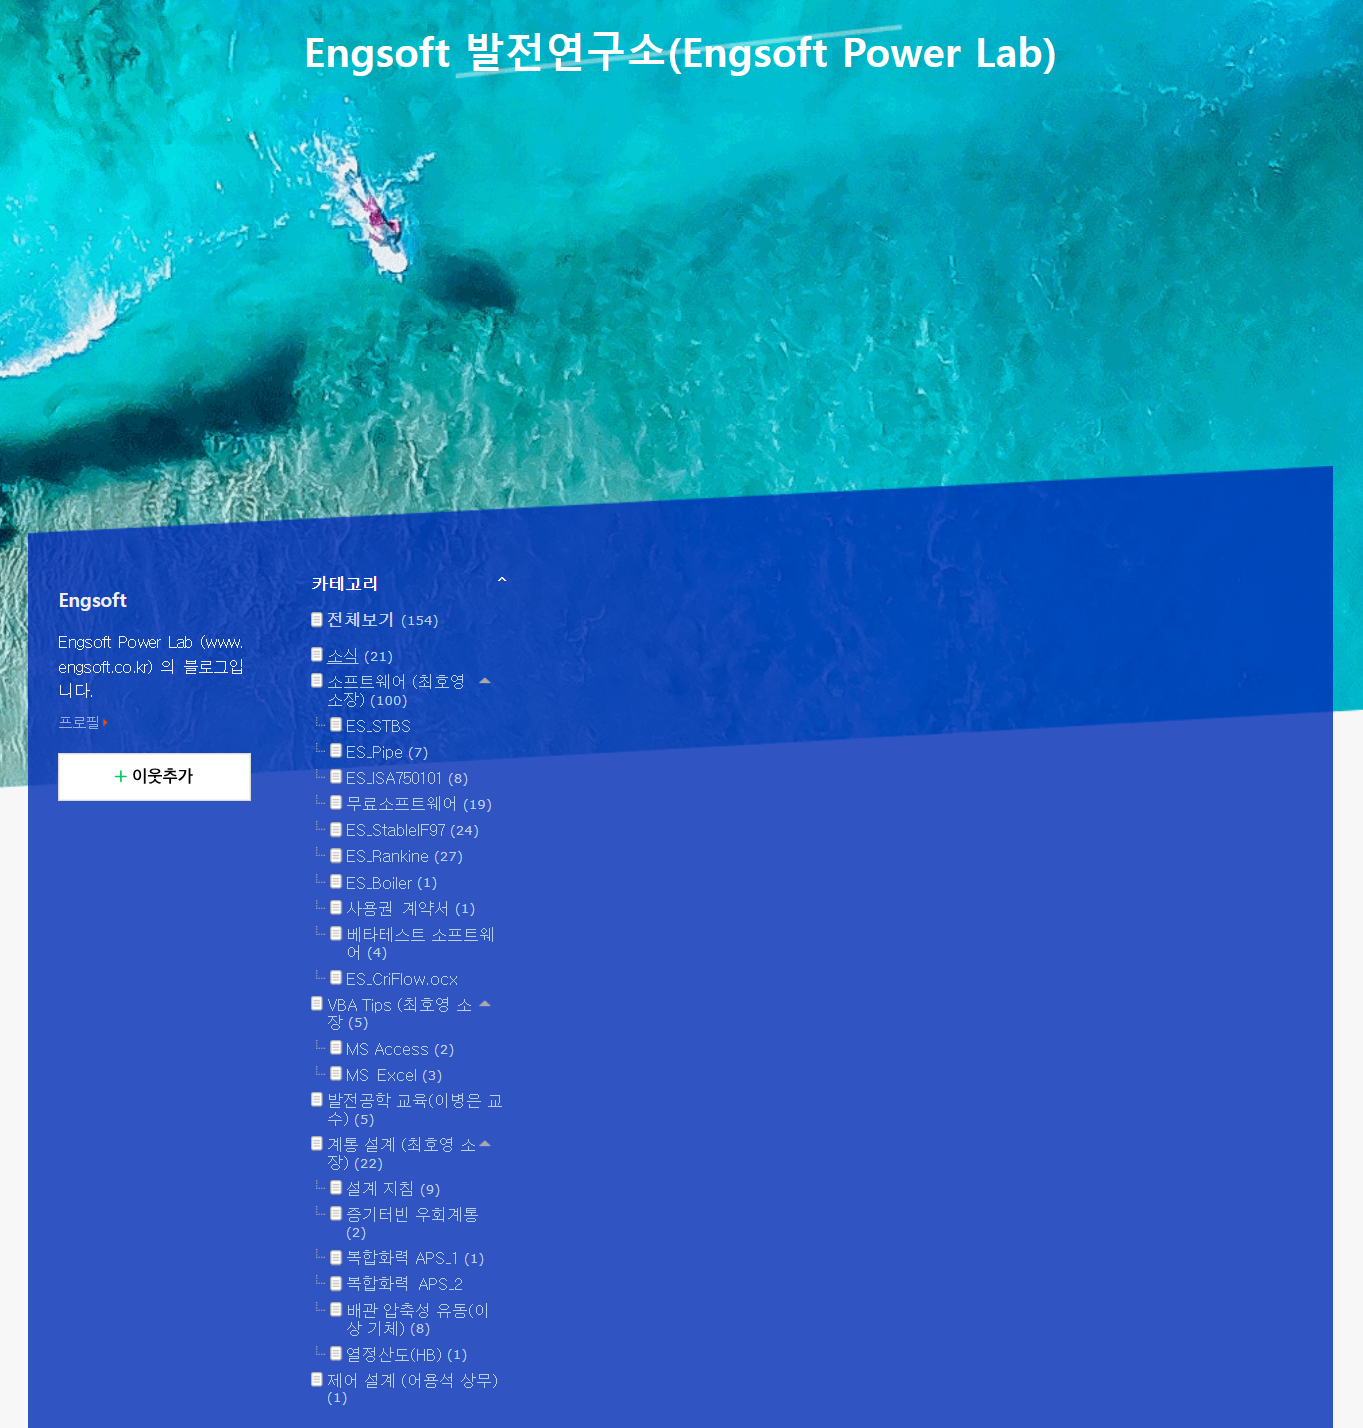 Engsoft 발전연구소(Engsoft Power Lab)
Engsoft
Engsoft Power Lab (www.
engsoft.co.kr) 의 블로그입
니다.
프로필
+ 이웃추가
카테고리
전체보기 (154)
소식 (21)
소프트웨어 (최호영
소장) (100)
ES_STBS
ES_Pipe (7)
ES_ISA750101 (8)
무료소프트웨어 (19)
ES_StableIF97 (24)
ES_Rankine (27)
ES_Boiler (1)
사용권 계약서 (1)
베타테스트 소프트웨
어 (4)
ES_CriFlow.ocx
VBA Tips (최호영 소
장 (5)
MS Access (2)
MS Excel (3)
발전공학 교육(이병은 교
수) (5)
계통 설계 (최호영 소
장) (22)
설계 지침 (9)
증기터빈 우회계통
(2)
복합화력 APS_1 (1)
복합화력 APS_2
배관 압축성 유동(이
상 기체) (8)
열정산도(HB) (1)
제어 설계 (어용석 상무)
(1)